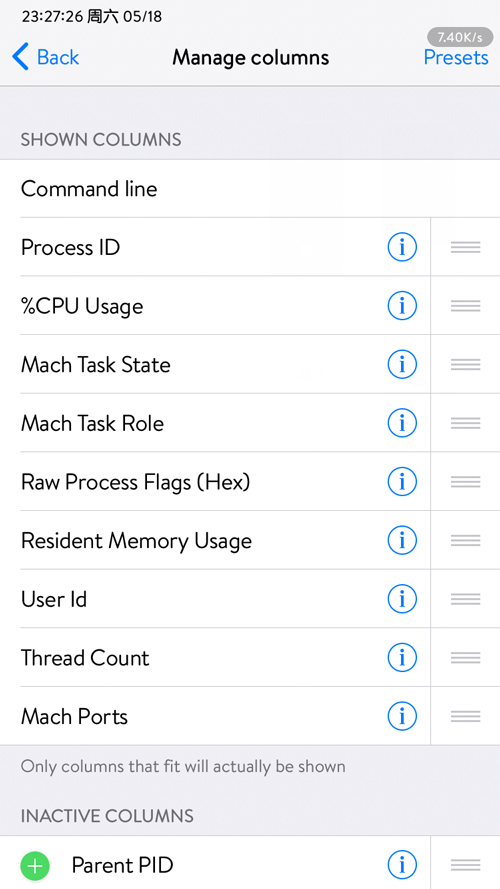 23:27:26 周六 05/18
7.40K/s
Back
Manage columns
Presets
SHOWN COLUMNS
Command line
Process ID
%CPU Usage
Mach Task State
Mach Task Role
Raw Process Flags (Hex)
Resident Memory Usage
User Id
Thread Count
Mach Ports
Only columns that fit will actually be shown
INACTIVE COLUMNS
Parent PID